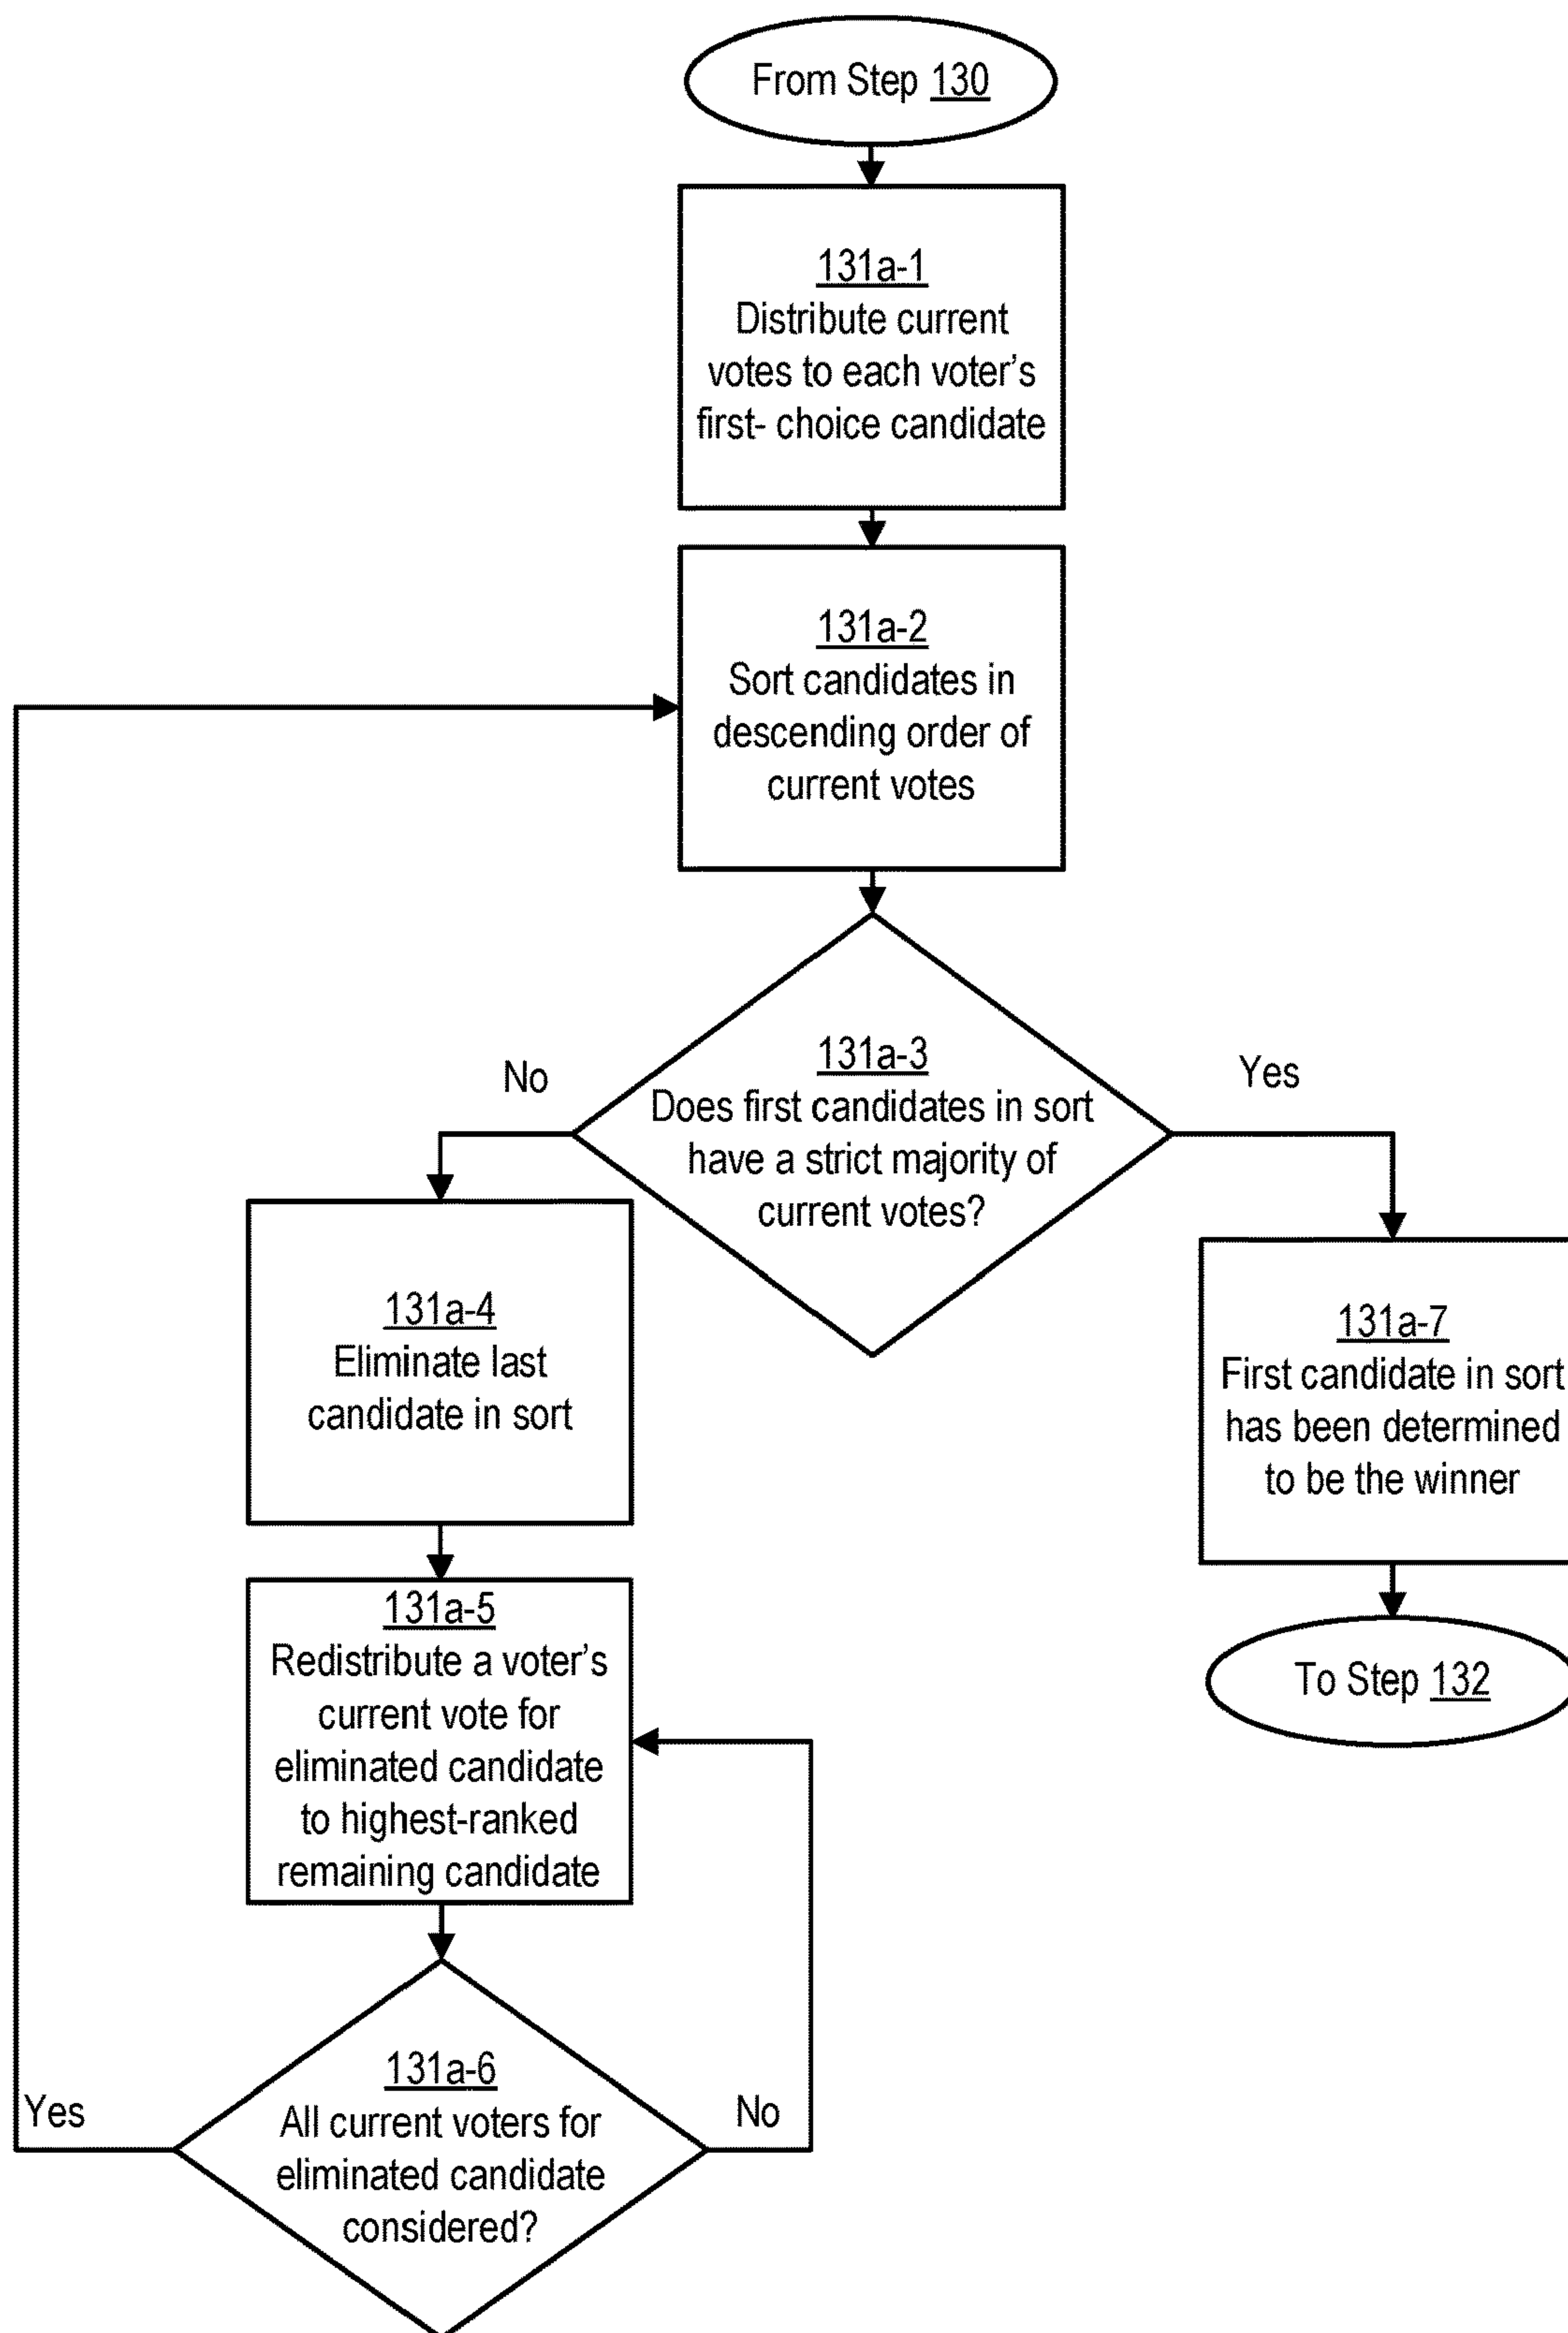 From Step 130
131a-1
Distribute current
votes to each voter's
first- choice candidate
131a-2
Sort candidates in
descending order of
current votes
131a-3
Does first candidates in sort
have a strict majority of
current votes?
No
Yes
131a-4
Eliminate last
candidate in sort
131a-7
First candidate in sort
has been determined
to be the winner
131a-5
Redistribute a voter's
current vote for
eliminated candidate
to highest-ranked
remaining candidate
To Step 132
131a-6
All current voters for
eliminated candidate
considered?
Yes
No